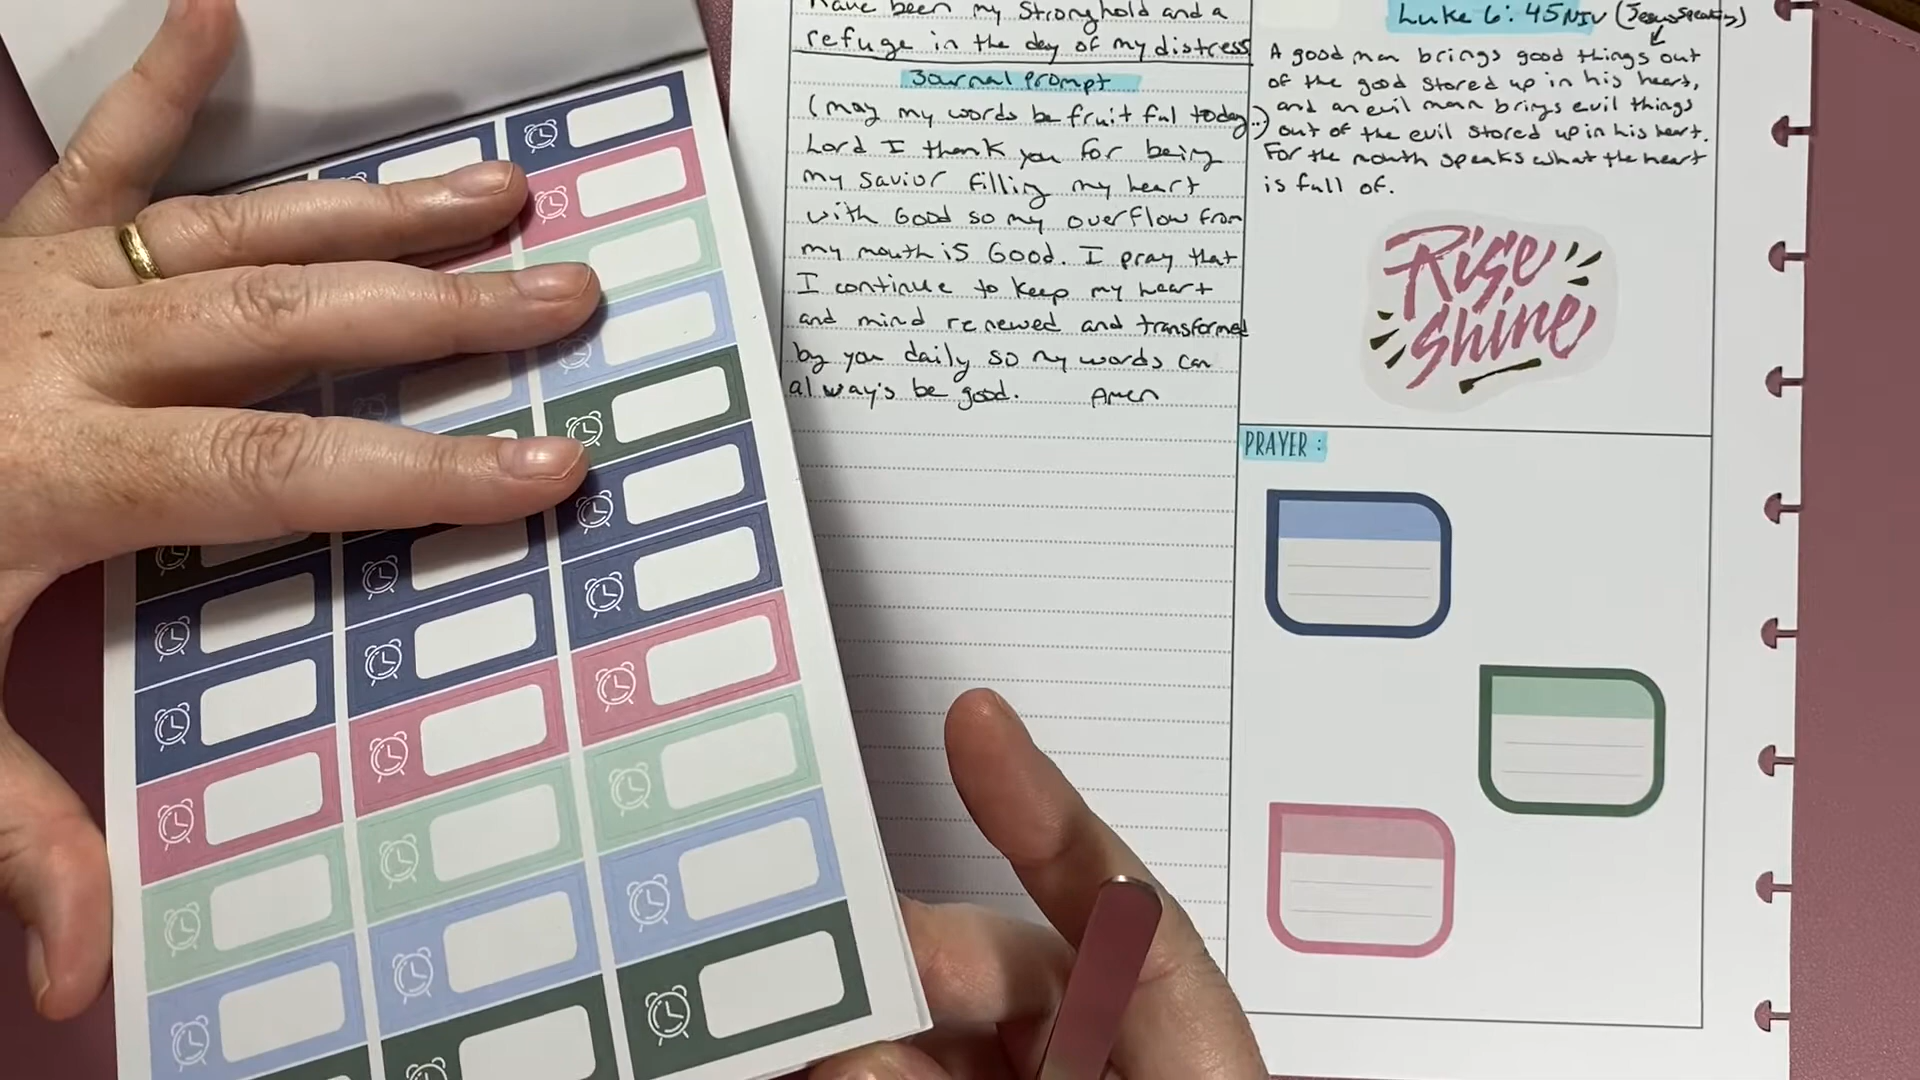 have been my stronghold and a
refuge in the day of my distress
Journal Prompt
(may my words be fruitful today...)
Lord I thank you for being
my savior filling my heart
with Good so my overflow from
my mouth is Good. I pray that
I continue to keep my heart
and mind renewed and transformed
by you daily so my words can
always be good. Amen
Luke 6:45 NIV (Jesus Speaking)
A good man brings good things out
of the good stored up in his heart,
and an evil man brings evil things
out of the evil stored up in his heart.
For the mouth speaks what the heart
is full of.
Rise
shine
PRAYER: